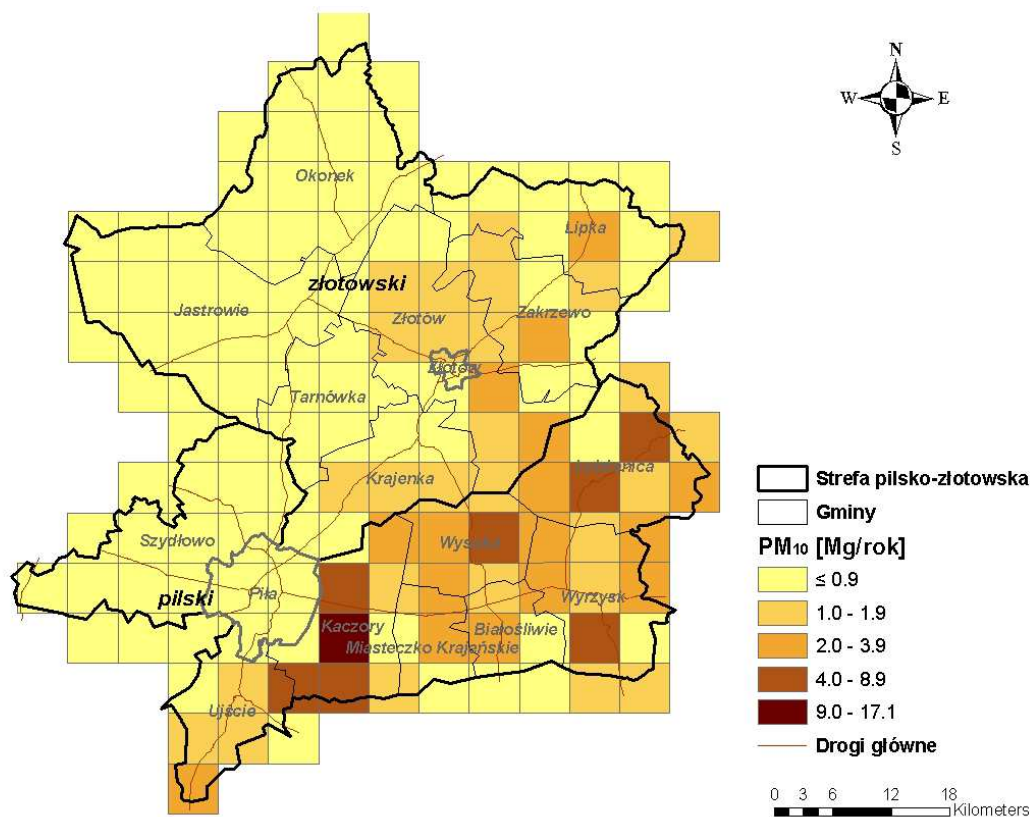 N
W E
S
Okonek
Lipka
złotowski
Jastrowie
Złotów
Zakrzewo
Złotów
Tarnówka
Łobżenica
Krajenka
Szydłowo
Wysoka
pilski
Piła
Wyrzysk
Kaczory
Białośliwie
Miasteczko Krajeńskie
Ujście
Strefa pilsko-złotowska
Gminy
PM10 [Mg/rok]
≤ 0.9
1.0 - 1.9
2.0 - 3.9
4.0 - 8.9
9.0 - 17.1
Drogi główne
0 3 6 12 18
Kilometers